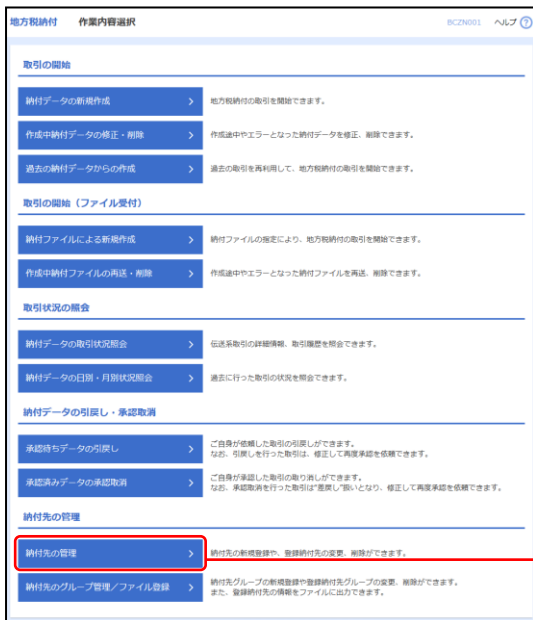 地方税納付 作業内容選択 BCZN001 ヘルプ ?
取引の開始
納付データの新規作成 > 地方税納付の取引を開始できます。
作成中納付データの修正・削除 > 作成途中やエラーとなった納付データを修正、削除できます。
過去の納付データからの作成 > 過去の取引を再利用して、地方税納付の取引を開始できます。
取引の開始（ファイル受付）
納付ファイルによる新規作成 > 納付ファイルの指定により、地方税納付の取引を開始できます。
作成中納付ファイルの再送・削除 > 作成途中やエラーとなった納付ファイルを再送、削除できます。
取引状況の照会
納付データの取引状況照会 > 伝送系取引の詳細情報、取引履歴を照会できます。
納付データの日別・月別状況照会 > 過去に行った取引の状況を照会できます。
納付データの引戻し・承認取消
承認待ちデータの引戻し > ご自身が依頼した取引の引戻しができます。
なお、引戻しを行った取引は、修正して再度承認を依頼できます。
承認済みデータの承認取消 > ご自身が承認した取引の取り消しができます。
なお、承認取消を行った取引は“差戻し”扱いとなり、修正して再度承認を依頼できます。
納付先の管理
納付先の管理 > 納付先の新規登録や、登録納付先の変更、削除ができます。
納付先のグループ管理／ファイル登録 > 納付先グループの新規登録や登録納付先グループの変更、削除ができます。
また、登録納付先の情報をファイルに出力できます。